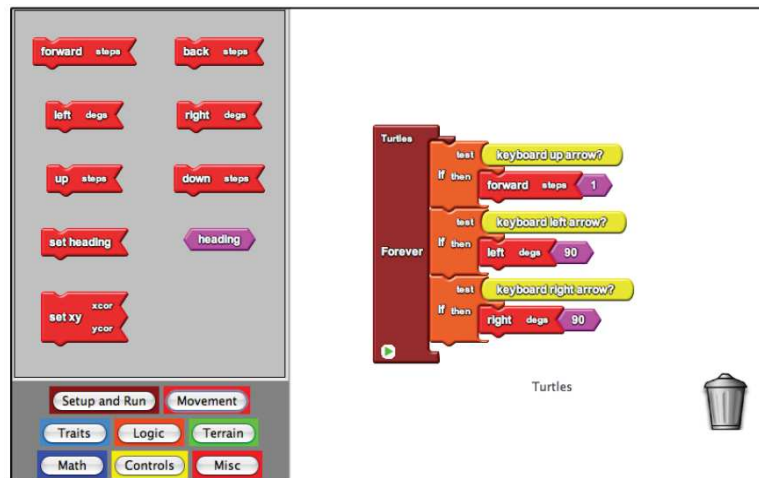 forward steps
back steps
left degs
right degs
up steps
down steps
set heading
heading
set xy xcor ycor
Setup and Run
Movement
Traits
Logic
Terrain
Math
Controls
Misc
Turtles
Forever
If test keyboard up arrow?
then forward steps 1
If test keyboard left arrow?
then left degs 90
If test keyboard right arrow?
then right degs 90
Turtles